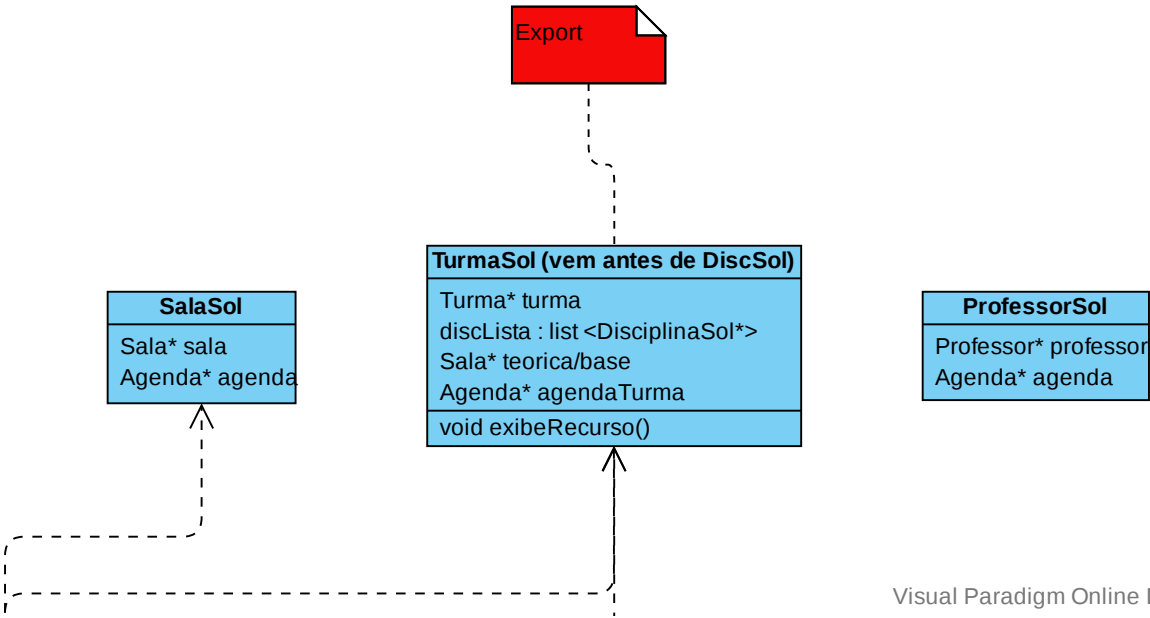 Export
TurmaSol (vem antes de DiscSol)
Turma* turma
discLista : list <DisciplinaSol*>
Sala* teorica/base
Agenda* agendaTurma
void exibeRecurso()
SalaSol
Sala* sala
Agenda* agenda
ProfessorSol
Professor* professor
Agenda* agenda
Visual Paradigm Online